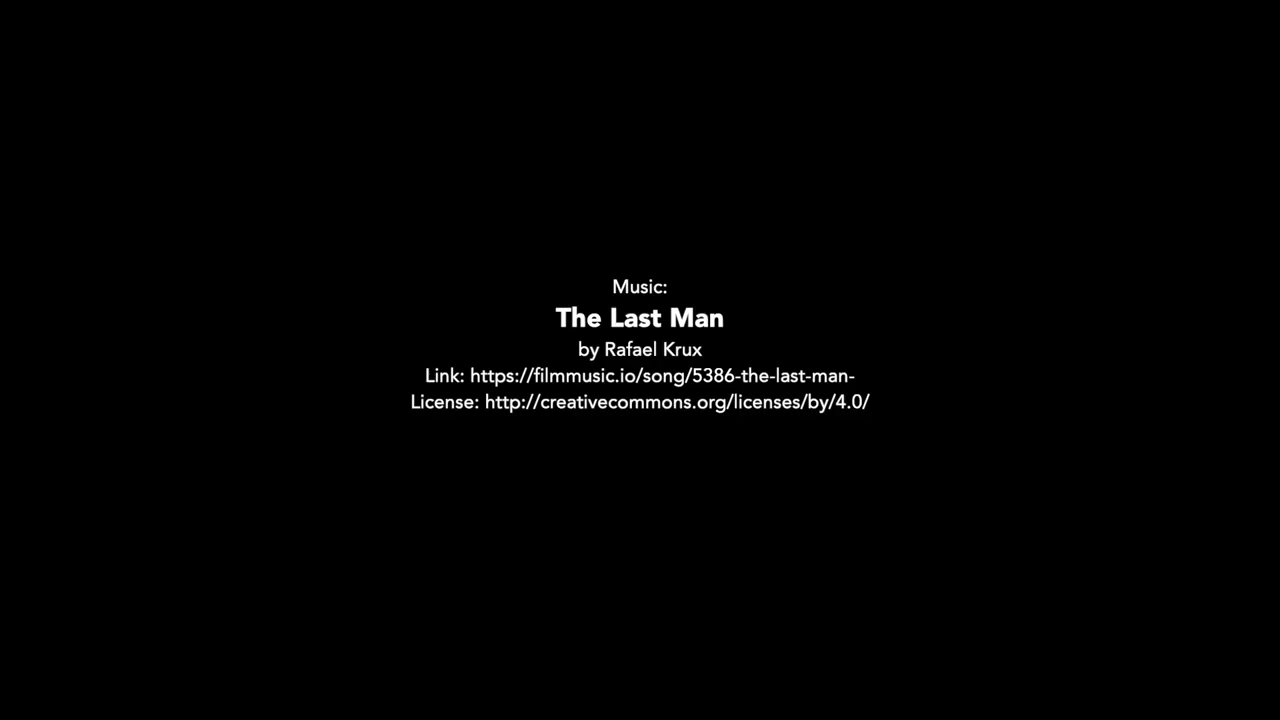 Music:
The Last Man
by Rafael Krux
Link: https://filmmusic.io/song/5386-the-last-man-
License: http://creativecommons.org/licenses/by/4.0/